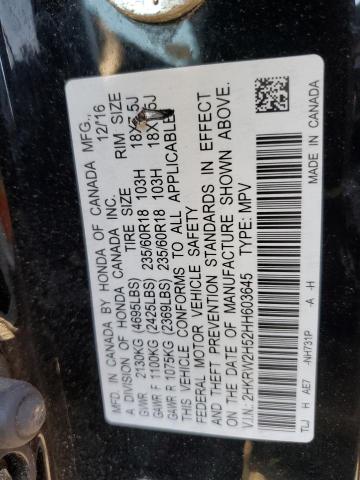 MFD. IN CANADA BY HONDA OF CANADA MFG.,
A DIVISION OF HONDA CANADA INC. 12/16
TIRE SIZE RIM SIZE
GVWR 2130KG (4695LBS)
GAWR F 1100KG (2425LBS) 235/60R18 103H 18X7.5J
GAWR R 1075KG (2369LBS) 235/60R18 103H 18X7.5J
THIS VEHICLE CONFORMS TO ALL APPLICABLE
FEDERAL MOTOR VEHICLE SAFETY
AND THEFT PREVENTION STANDARDS IN EFFECT
ON THE DATE OF MANUFACTURE SHOWN ABOVE.
V.I.N.: 2HKRW2H52HH603645 TYPE: MPV
TLJ H AE7 -NH731P -A -H MADE IN CANADA